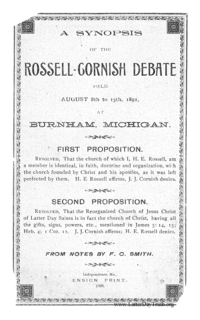 A SYNOPSIS
OF THE
ROSSELL-CORNISH DEBATE
HELD
AUGUST 8th to 15th, 1891,
AT
BURNHAM, MICHIGAN.
FIRST PROPOSITION.
RESOLVED, That the church of which I, H. E. Rossell, am
a member is identical, in faith, doctrine and organization, with
the church founded by Christ and his apostles, as it was left
perfected by them. H. E. Rossell affirms, J. J. Cornish denies.
SECOND PROPOSITION.
RESOLVED, That the Reorganized Church of Jesus Christ
of Latter Day Saints is in fact the church of Christ, having all
the gifts, signs, powers, etc., mentioned in James 5: 14, 15;
Heb. 4; 1 Cor. 12. J. J. Cornish affirms; H. E. Rossell denies.
FROM NOTES BY F. C. SMITH.
Independence, Mo.,
ENSIGN PRINT.